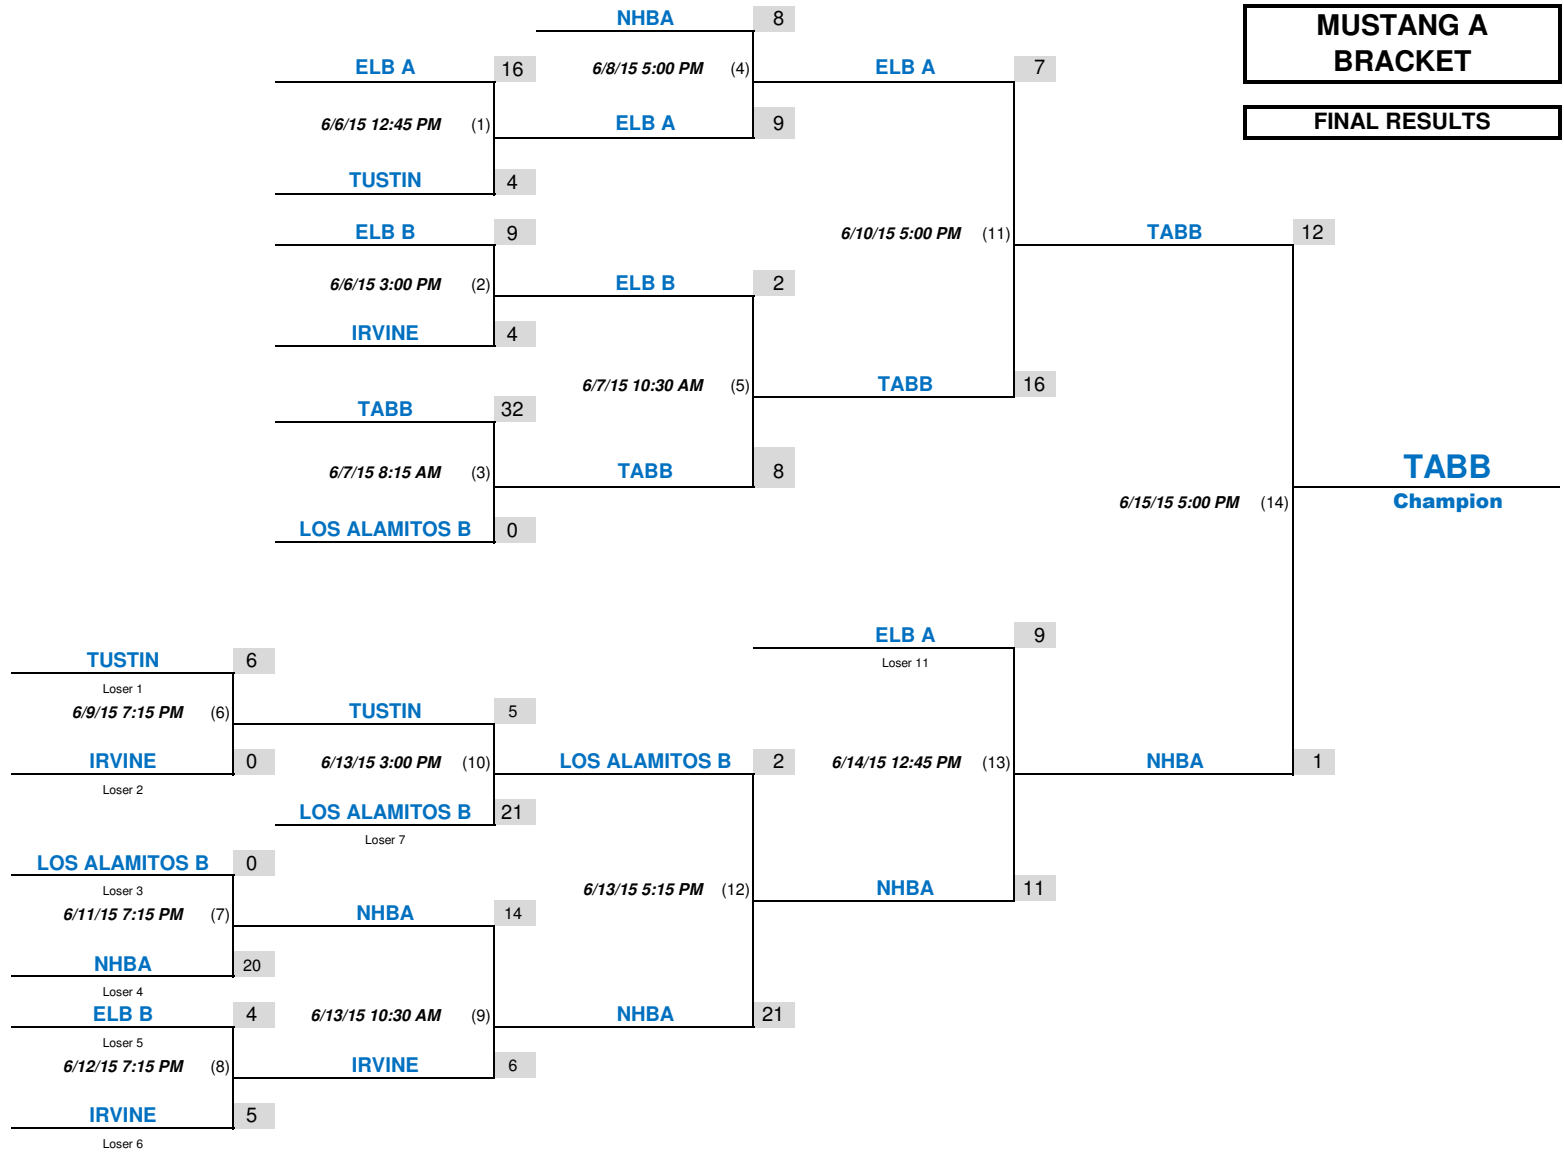 MUSTANG A
BRACKET
FINAL RESULTS
NHBA 8
ELB A 16
6/8/15 5:00 PM (4)
ELB A 7
6/6/15 12:45 PM (1)
ELB A 9
TUSTIN 4
ELB B 9
6/10/15 5:00 PM (11)
TABB 12
6/6/15 3:00 PM (2)
ELB B 2
IRVINE 4
6/7/15 10:30 AM (5)
TABB 16
TABB 32
6/7/15 8:15 AM (3)
TABB 8
TABB
Champion
6/15/15 5:00 PM (14)
LOS ALAMITOS B 0
ELB A 9
Loser 11
TUSTIN 6
Loser 1
6/9/15 7:15 PM (6)
TUSTIN 5
IRVINE 0
Loser 2
6/13/15 3:00 PM (10)
LOS ALAMITOS B 2
6/14/15 12:45 PM (13)
NHBA 1
LOS ALAMITOS B 21
Loser 7
LOS ALAMITOS B 0
Loser 3
6/13/15 5:15 PM (12)
NHBA 11
6/11/15 7:15 PM (7)
NHBA 14
NHBA 20
Loser 4
ELB B 4
6/13/15 10:30 AM (9)
NHBA 21
Loser 5
6/12/15 7:15 PM (8)
IRVINE 6
IRVINE 5
Loser 6